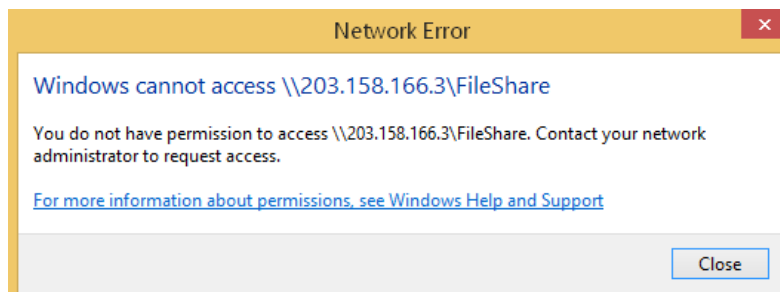 Network Error
Windows cannot access \\203.158.166.3\FileShare
You do not have permission to access \\203.158.166.3\FileShare. Contact your network
administrator to request access.
For more information about permissions, see Windows Help and Support
Close